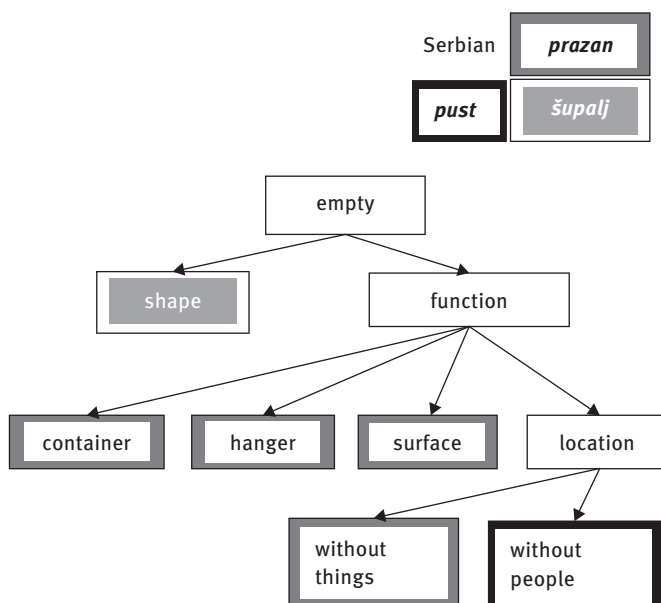 Serbian prazan
pust šupalj
empty
shape function
container hanger surface location
without things without people